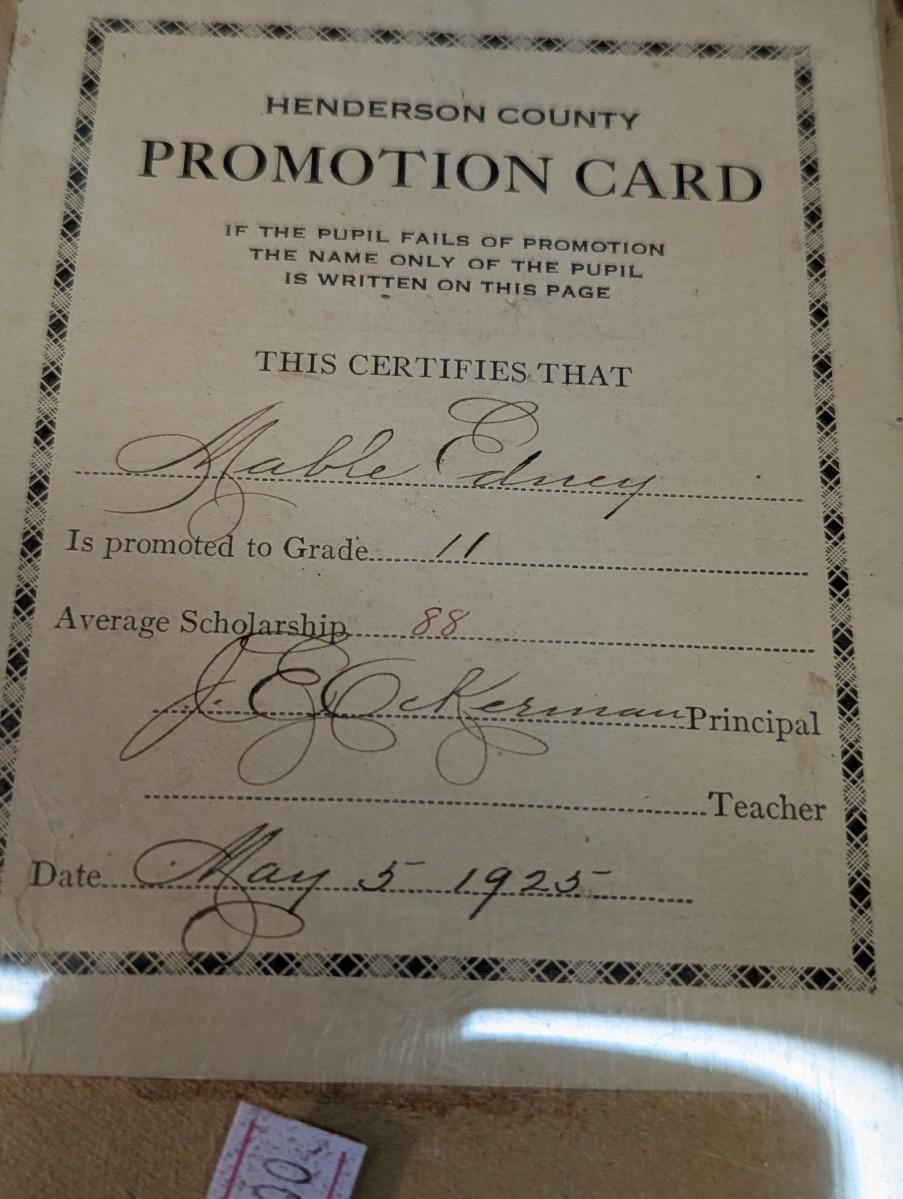 HENDERSON COUNTY
PROMOTION CARD
IF THE PUPIL FAILS OF PROMOTION
THE NAME ONLY OF THE PUPIL
IS WRITTEN ON THIS PAGE
THIS CERTIFIES THAT
Mable Edney
Is promoted to Grade 11
Average Scholarship 88
J. E. Ockerman Principal
Teacher
Date May 5 1925
00